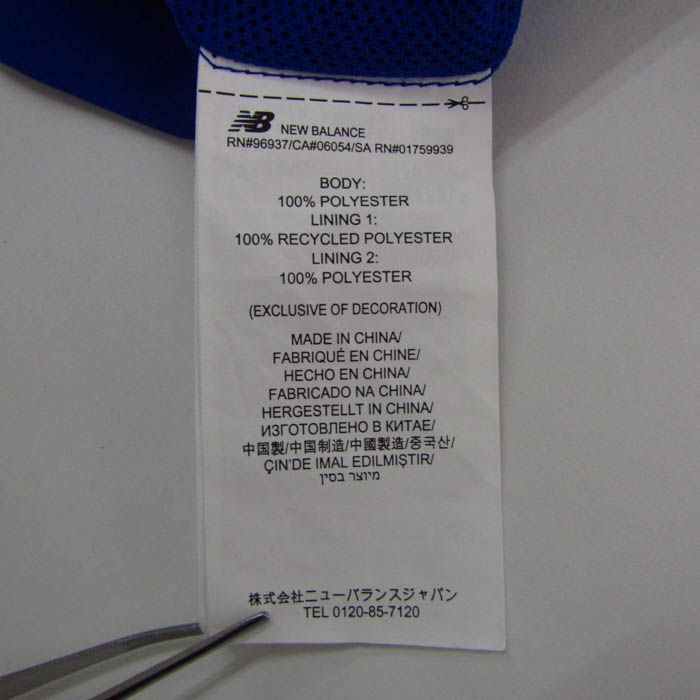 NB NEW BALANCE
RN#96937/CA#06054/SA RN#01759939
BODY:
100% POLYESTER
LINING 1:
100% RECYCLED POLYESTER
LINING 2:
100% POLYESTER
(EXCLUSIVE OF DECORATION)
MADE IN CHINA/
FABRIQUÉ EN CHINE/
HECHO EN CHINA/
FABRICADO NA CHINA/
HERGESTELLT IN CHINA/
ИЗГОТОВЛЕНО В КИТАЕ/
中国製/中国制造/中國製造/중국산/
ÇIN'DE IMAL EDILMIŞTIR/
מיוצר בסין
株式会社ニューバランスジャパン
TEL 0120-85-7120